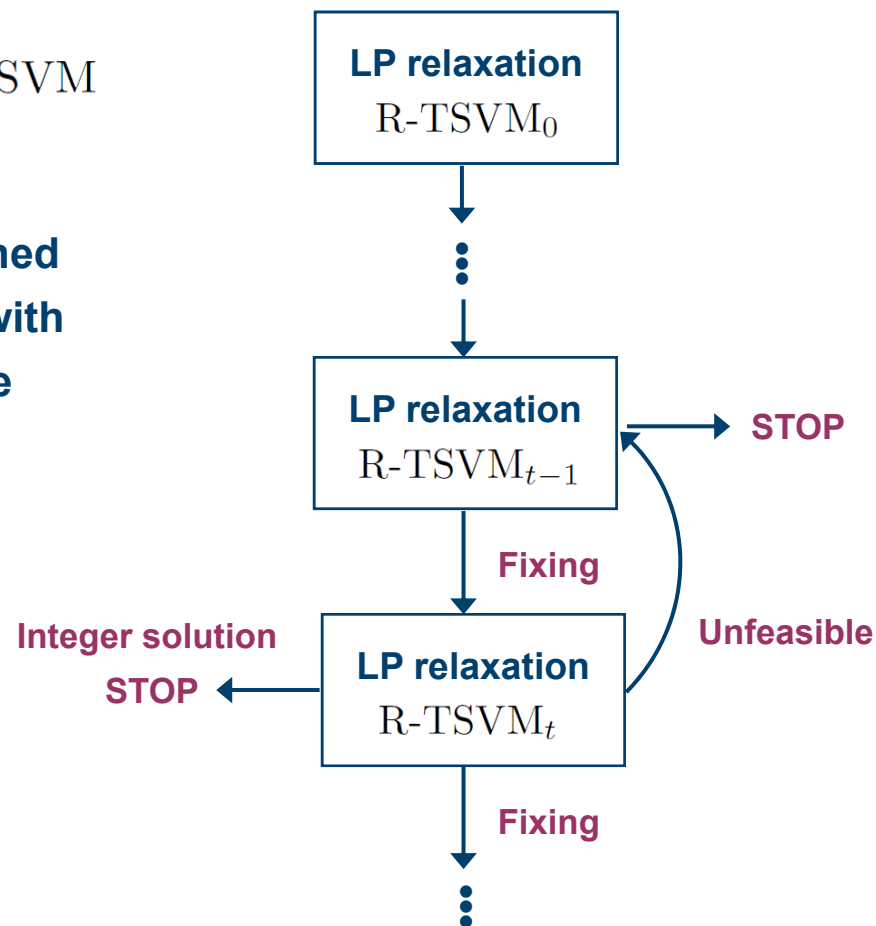 SVM
ned
with
e
LP relaxation
R-TSVM₀
LP relaxation
R-TSVMₜ₋₁
STOP
Fixing
Unfeasible
Integer solution
STOP
LP relaxation
R-TSVMₜ
Fixing